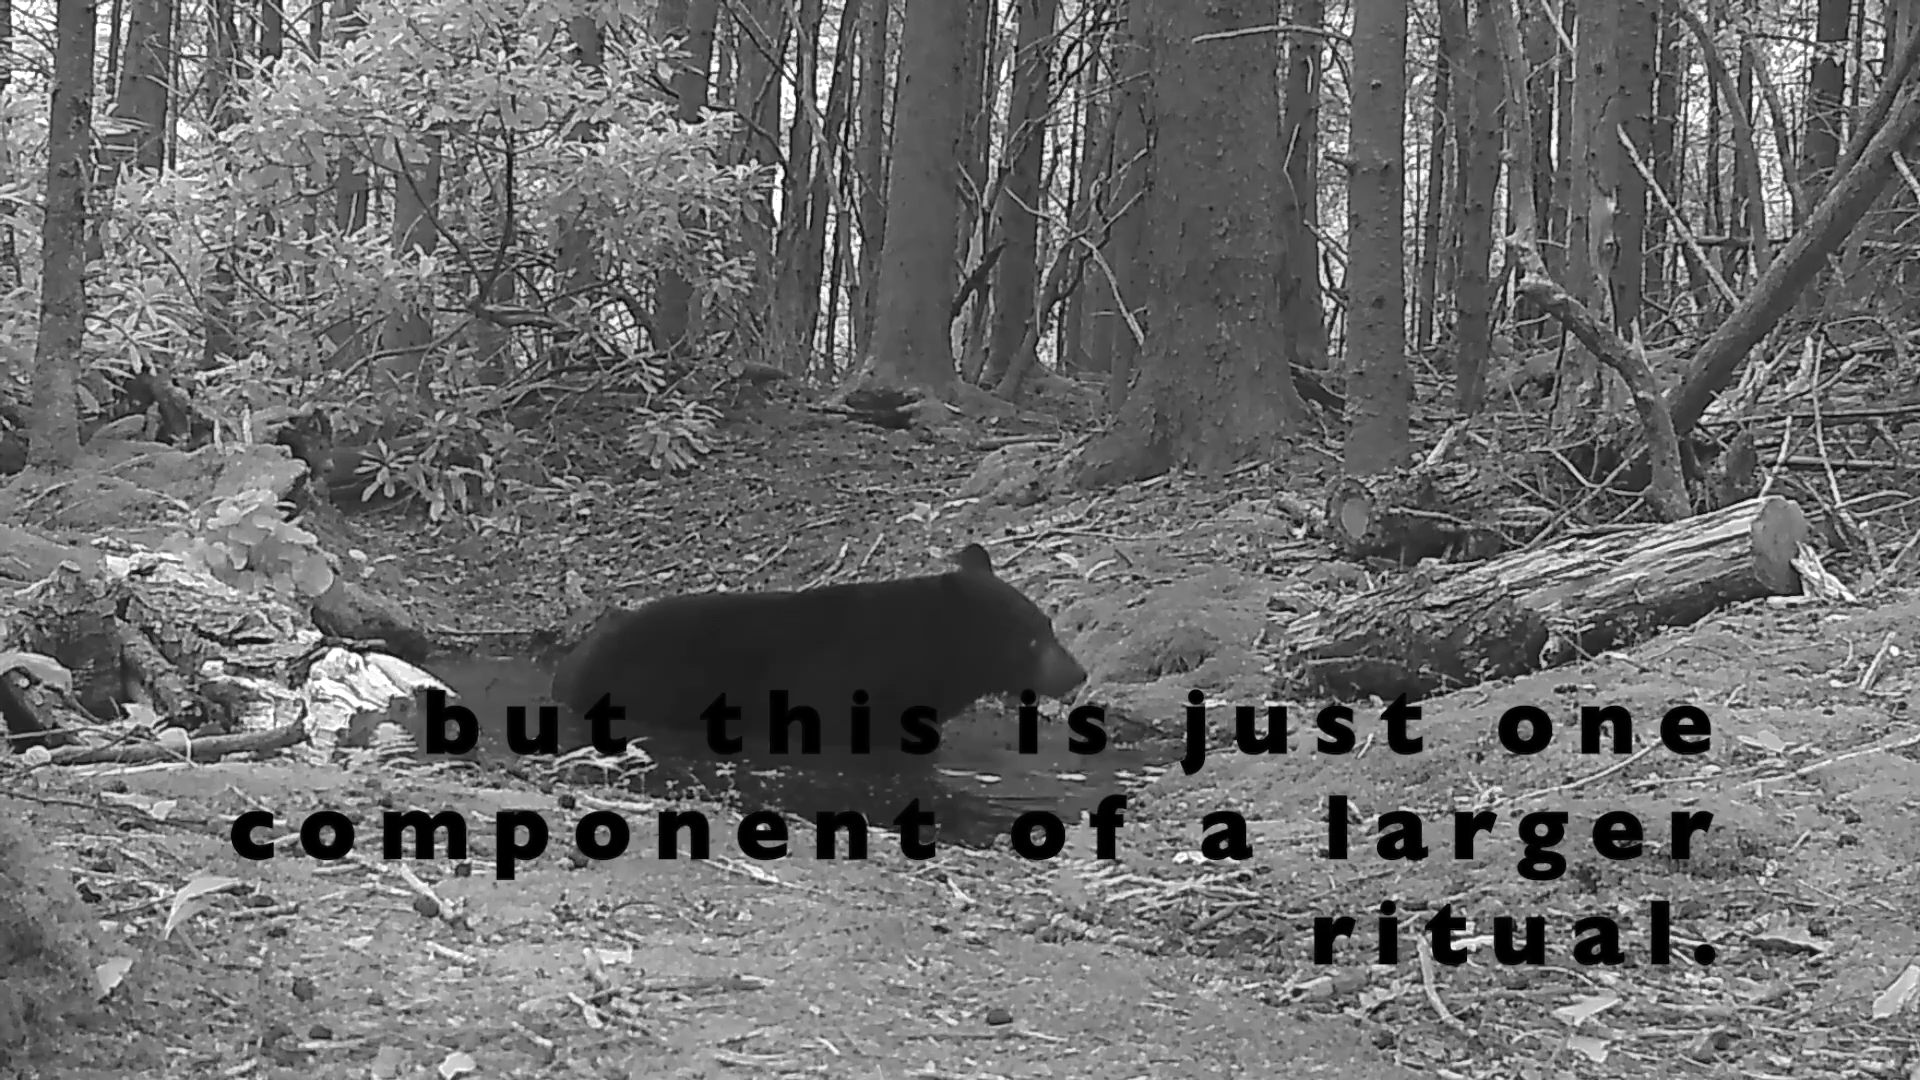 but this is just one
component of a larger
ritual.